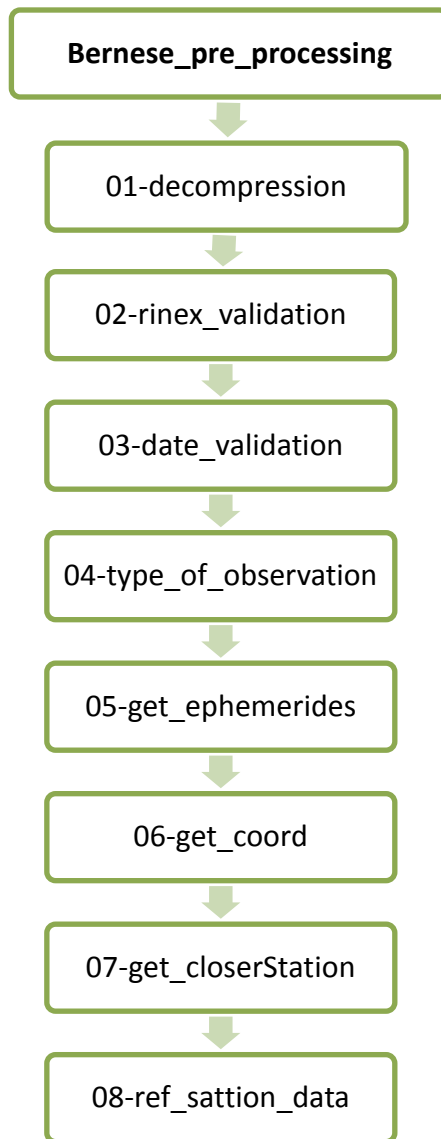 Bernese_pre_processing
01-decompression
02-rinex_validation
03-date_validation
04-type_of_observation
05-get_ephemerides
06-get_coord
07-get_closerStation
08-ref_sattion_data